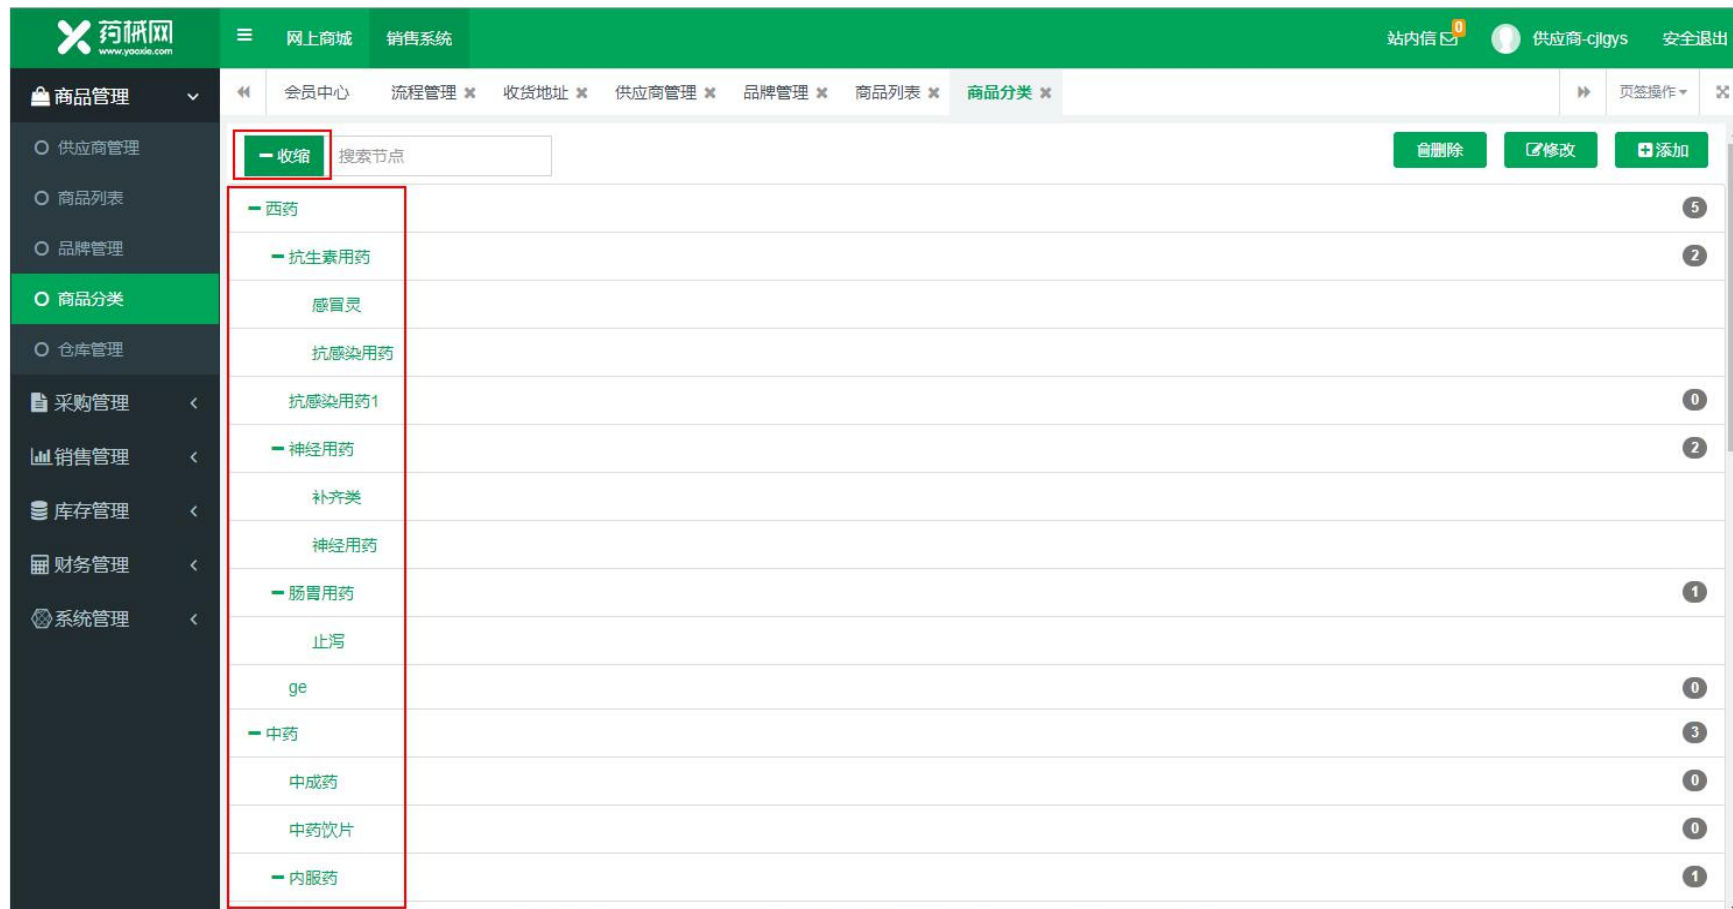 药械网
www.yaoxie.com
网上商城 销售系统 站内信 0 供应商-cjlgys 安全退出
商品管理
供应商管理
商品列表
品牌管理
商品分类
仓库管理
采购管理
销售管理
库存管理
财务管理
系统管理
会员中心 流程管理 收货地址 供应商管理 品牌管理 商品列表 商品分类 页签操作
收缩 搜索节点 删除 修改 添加
西药 5
抗生素用药 2
感冒灵
抗感染用药
抗感染用药1 0
神经用药 2
补齐类
神经用药
肠胃用药 1
止泻
ge 0
中药 3
中成药 0
中药饮片 0
内服药 1